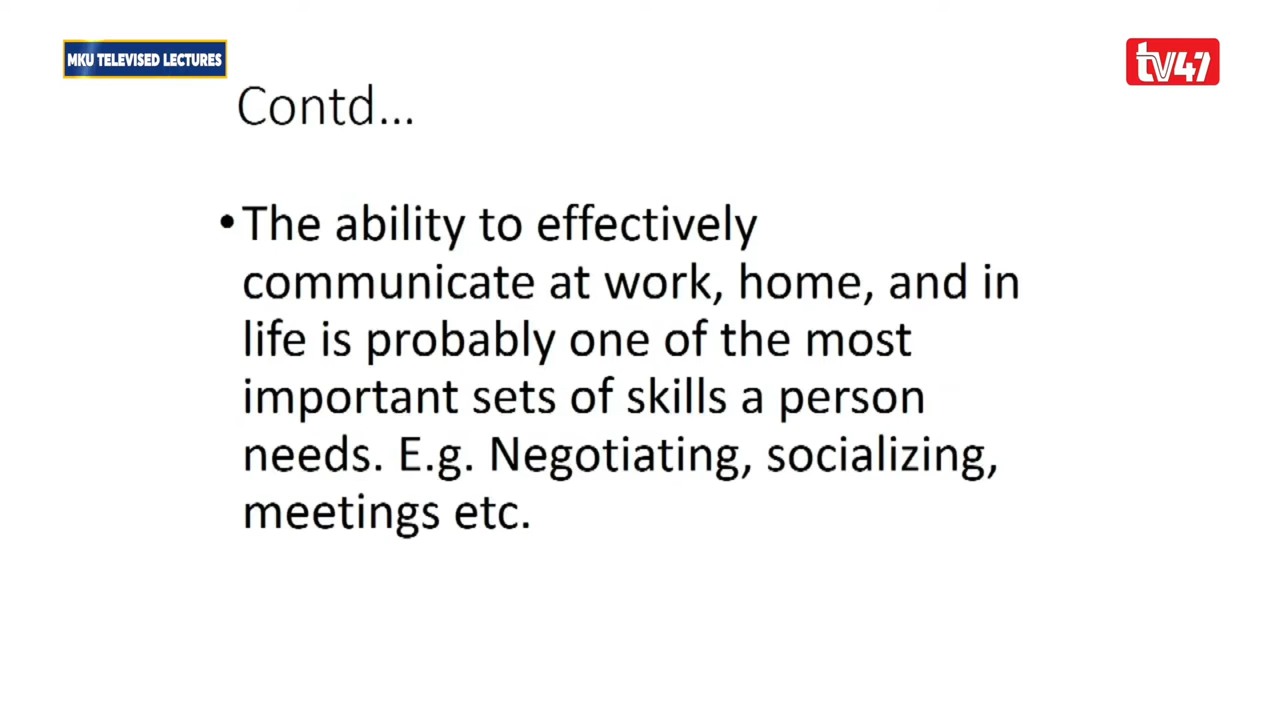 MKU TELEVISED LECTURES
tv47
Contd...
•The ability to effectively
communicate at work, home, and in
life is probably one of the most
important sets of skills a person
needs. E.g. Negotiating, socializing,
meetings etc.